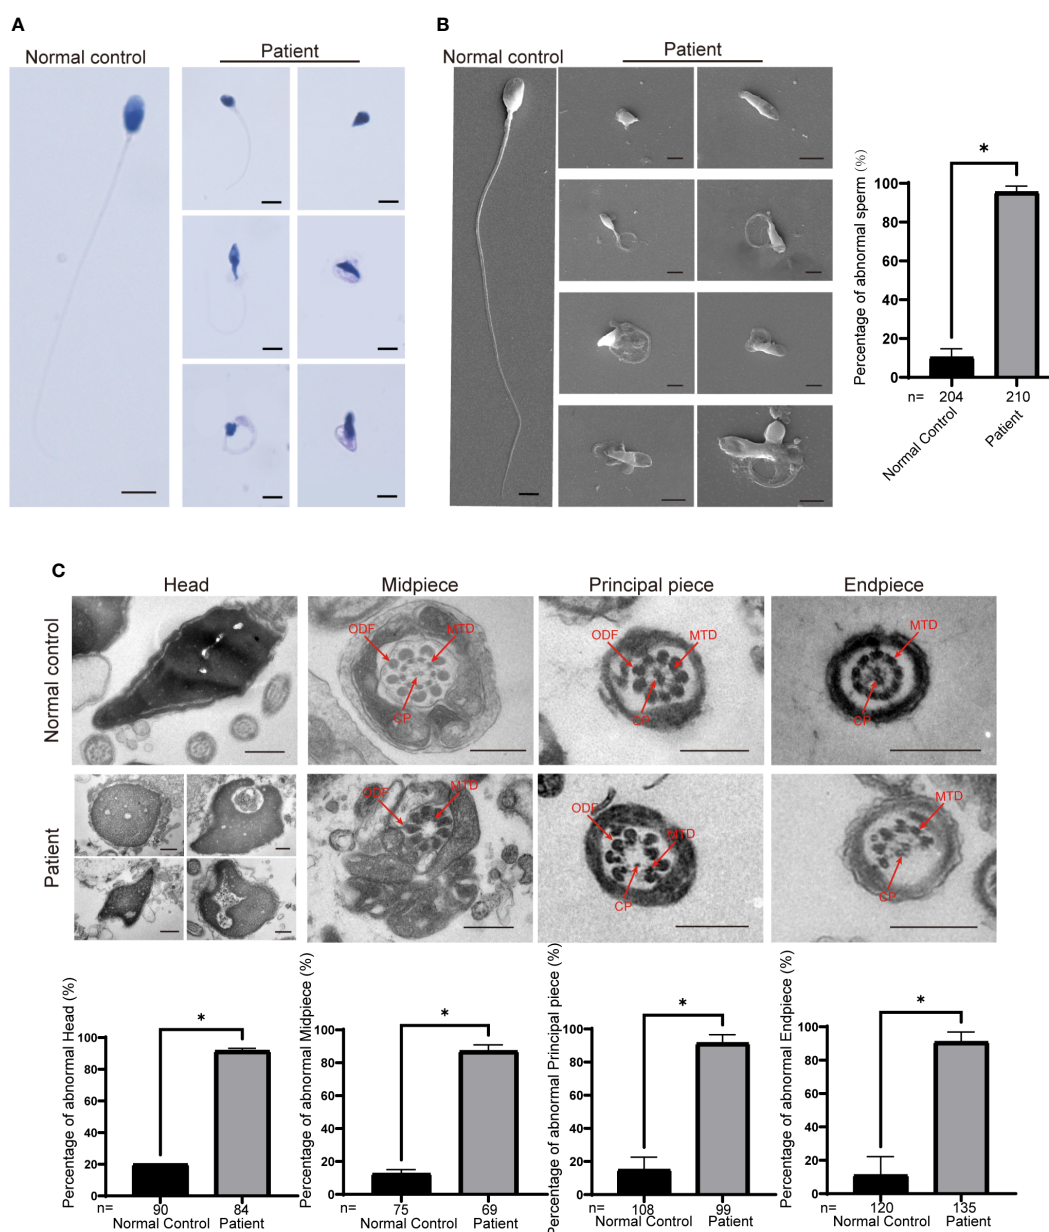 A
Normal control
Patient
B
Normal control
Patient
Percentage of abnormal sperm (%)
100
80
60
40
20
0
*
n= 204 210
Normal Control
Patient
C
Head Midpiece Principal piece Endpiece
Normal control
ODF MTD CP
ODF MTD CP
MTD CP
Patient
ODF MTD
ODF MTD CP
MTD CP
Percentage of abnormal Head (%)
100
80
60
40
20
0
*
n= 90 84
Normal Control Patient
Percentage of abnormal Midpiece (%)
100
80
60
40
20
0
*
n= 75 69
Normal Control Patient
Percentage of abnormal Principal piece (%)
100
80
60
40
20
0
*
n= 108 99
Normal Control Patient
Percentage of abnormal Endpiece (%)
100
80
60
40
20
0
*
n= 120 135
Normal Control Patient